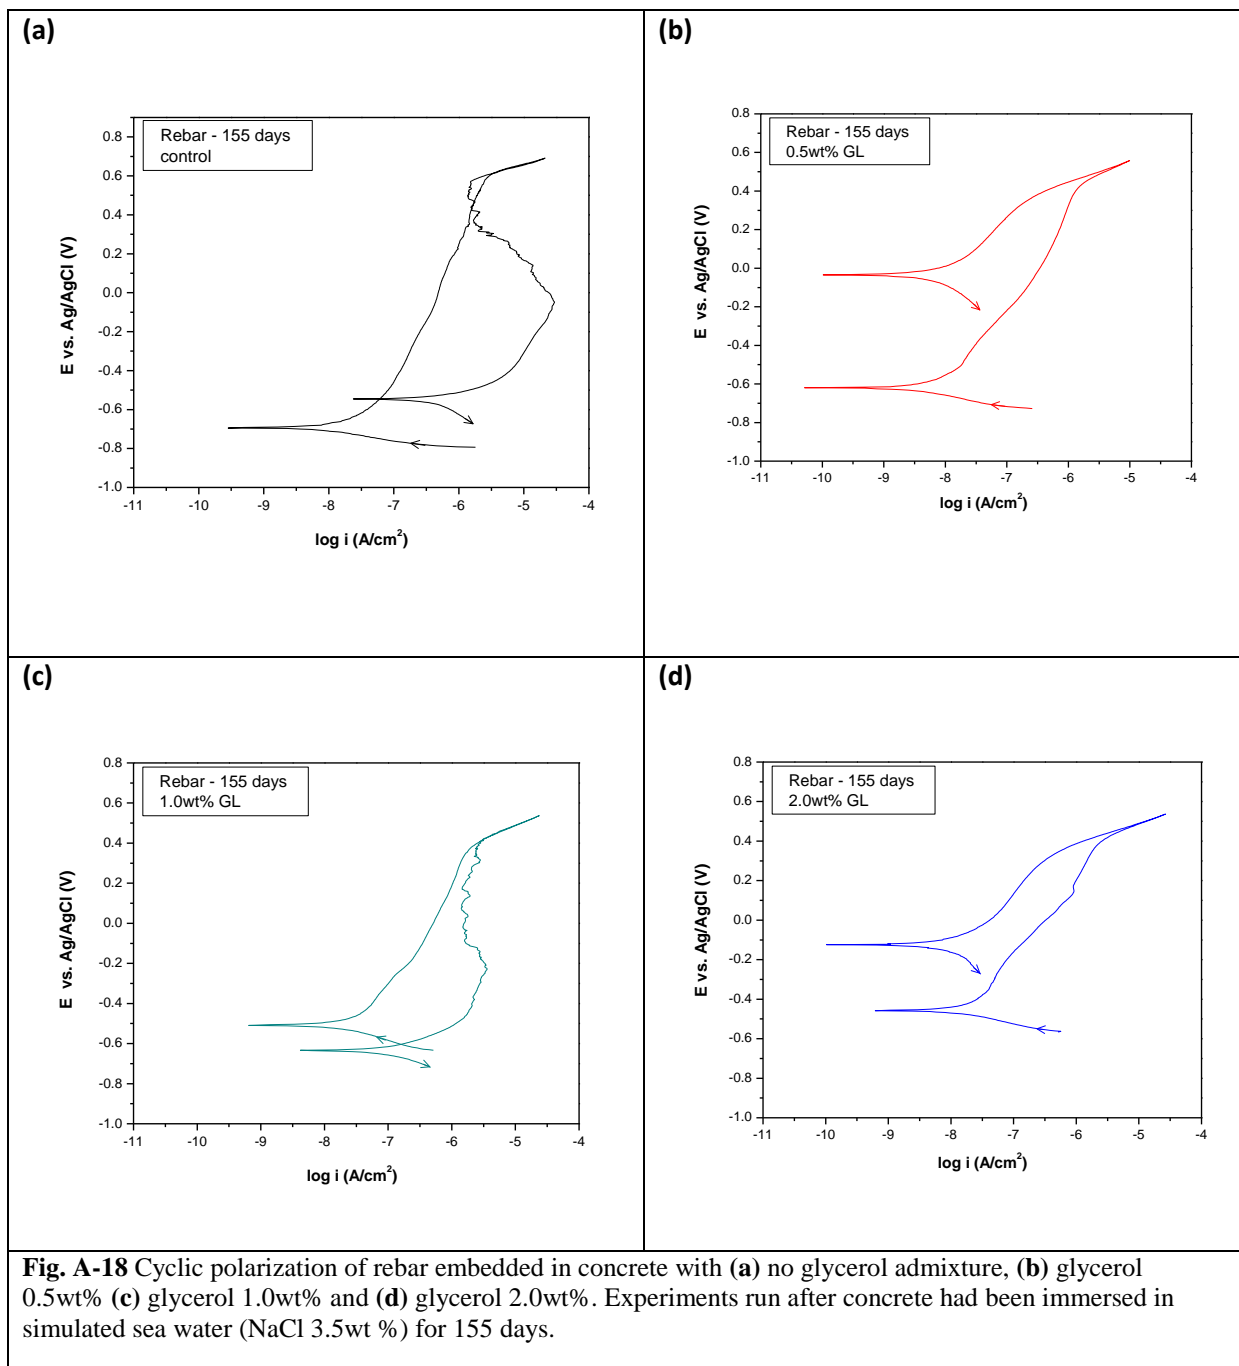 (a)
Rebar - 155 days
control
E vs. Ag/AgCl (V)
0.8
0.6
0.4
0.2
0.0
-0.2
-0.4
-0.6
-0.8
-1.0
-11 -10 -9 -8 -7 -6 -5 -4
log i (A/cm²)
(b)
Rebar - 155 days
0.5wt% GL
E vs. Ag/AgCl (V)
0.8
0.6
0.4
0.2
0.0
-0.2
-0.4
-0.6
-0.8
-1.0
-11 -10 -9 -8 -7 -6 -5 -4
log i (A/cm²)
(c)
Rebar - 155 days
1.0wt% GL
E vs. Ag/AgCl (V)
0.8
0.6
0.4
0.2
0.0
-0.2
-0.4
-0.6
-0.8
-1.0
-11 -10 -9 -8 -7 -6 -5 -4
log i (A/cm²)
(d)
Rebar - 155 days
2.0wt% GL
E vs. Ag/AgCl (V)
0.8
0.6
0.4
0.2
0.0
-0.2
-0.4
-0.6
-0.8
-1.0
-11 -10 -9 -8 -7 -6 -5 -4
log i (A/cm²)
Fig. A-18 Cyclic polarization of rebar embedded in concrete with (a) no glycerol admixture, (b) glycerol
0.5wt% (c) glycerol 1.0wt% and (d) glycerol 2.0wt%. Experiments run after concrete had been immersed in
simulated sea water (NaCl 3.5wt %) for 155 days.